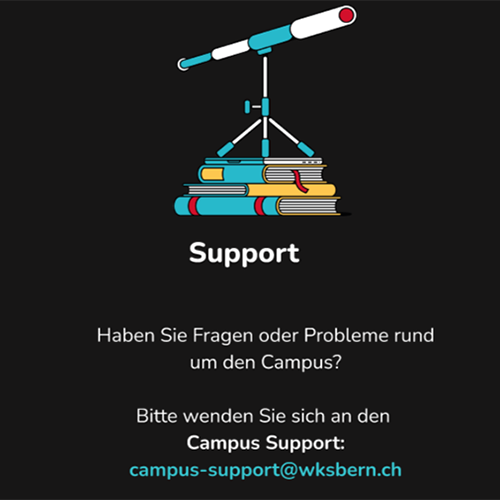 Support
Haben Sie Fragen oder Probleme rund
um den Campus?
Bitte wenden Sie sich an den
Campus Support:
campus-support@wksbern.ch